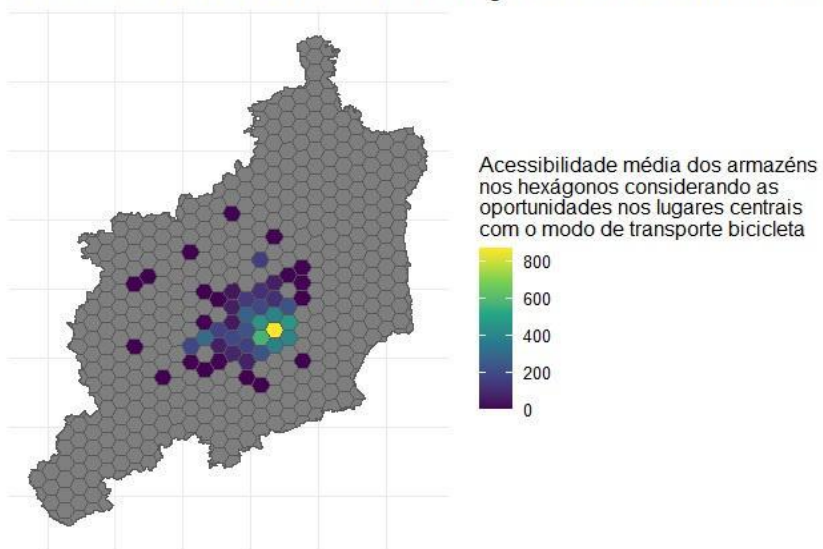 Acessibilidade média dos armazéns
nos hexágonos considerando as
oportunidades nos lugares centrais
com o modo de transporte bicicleta
800
600
400
200
0